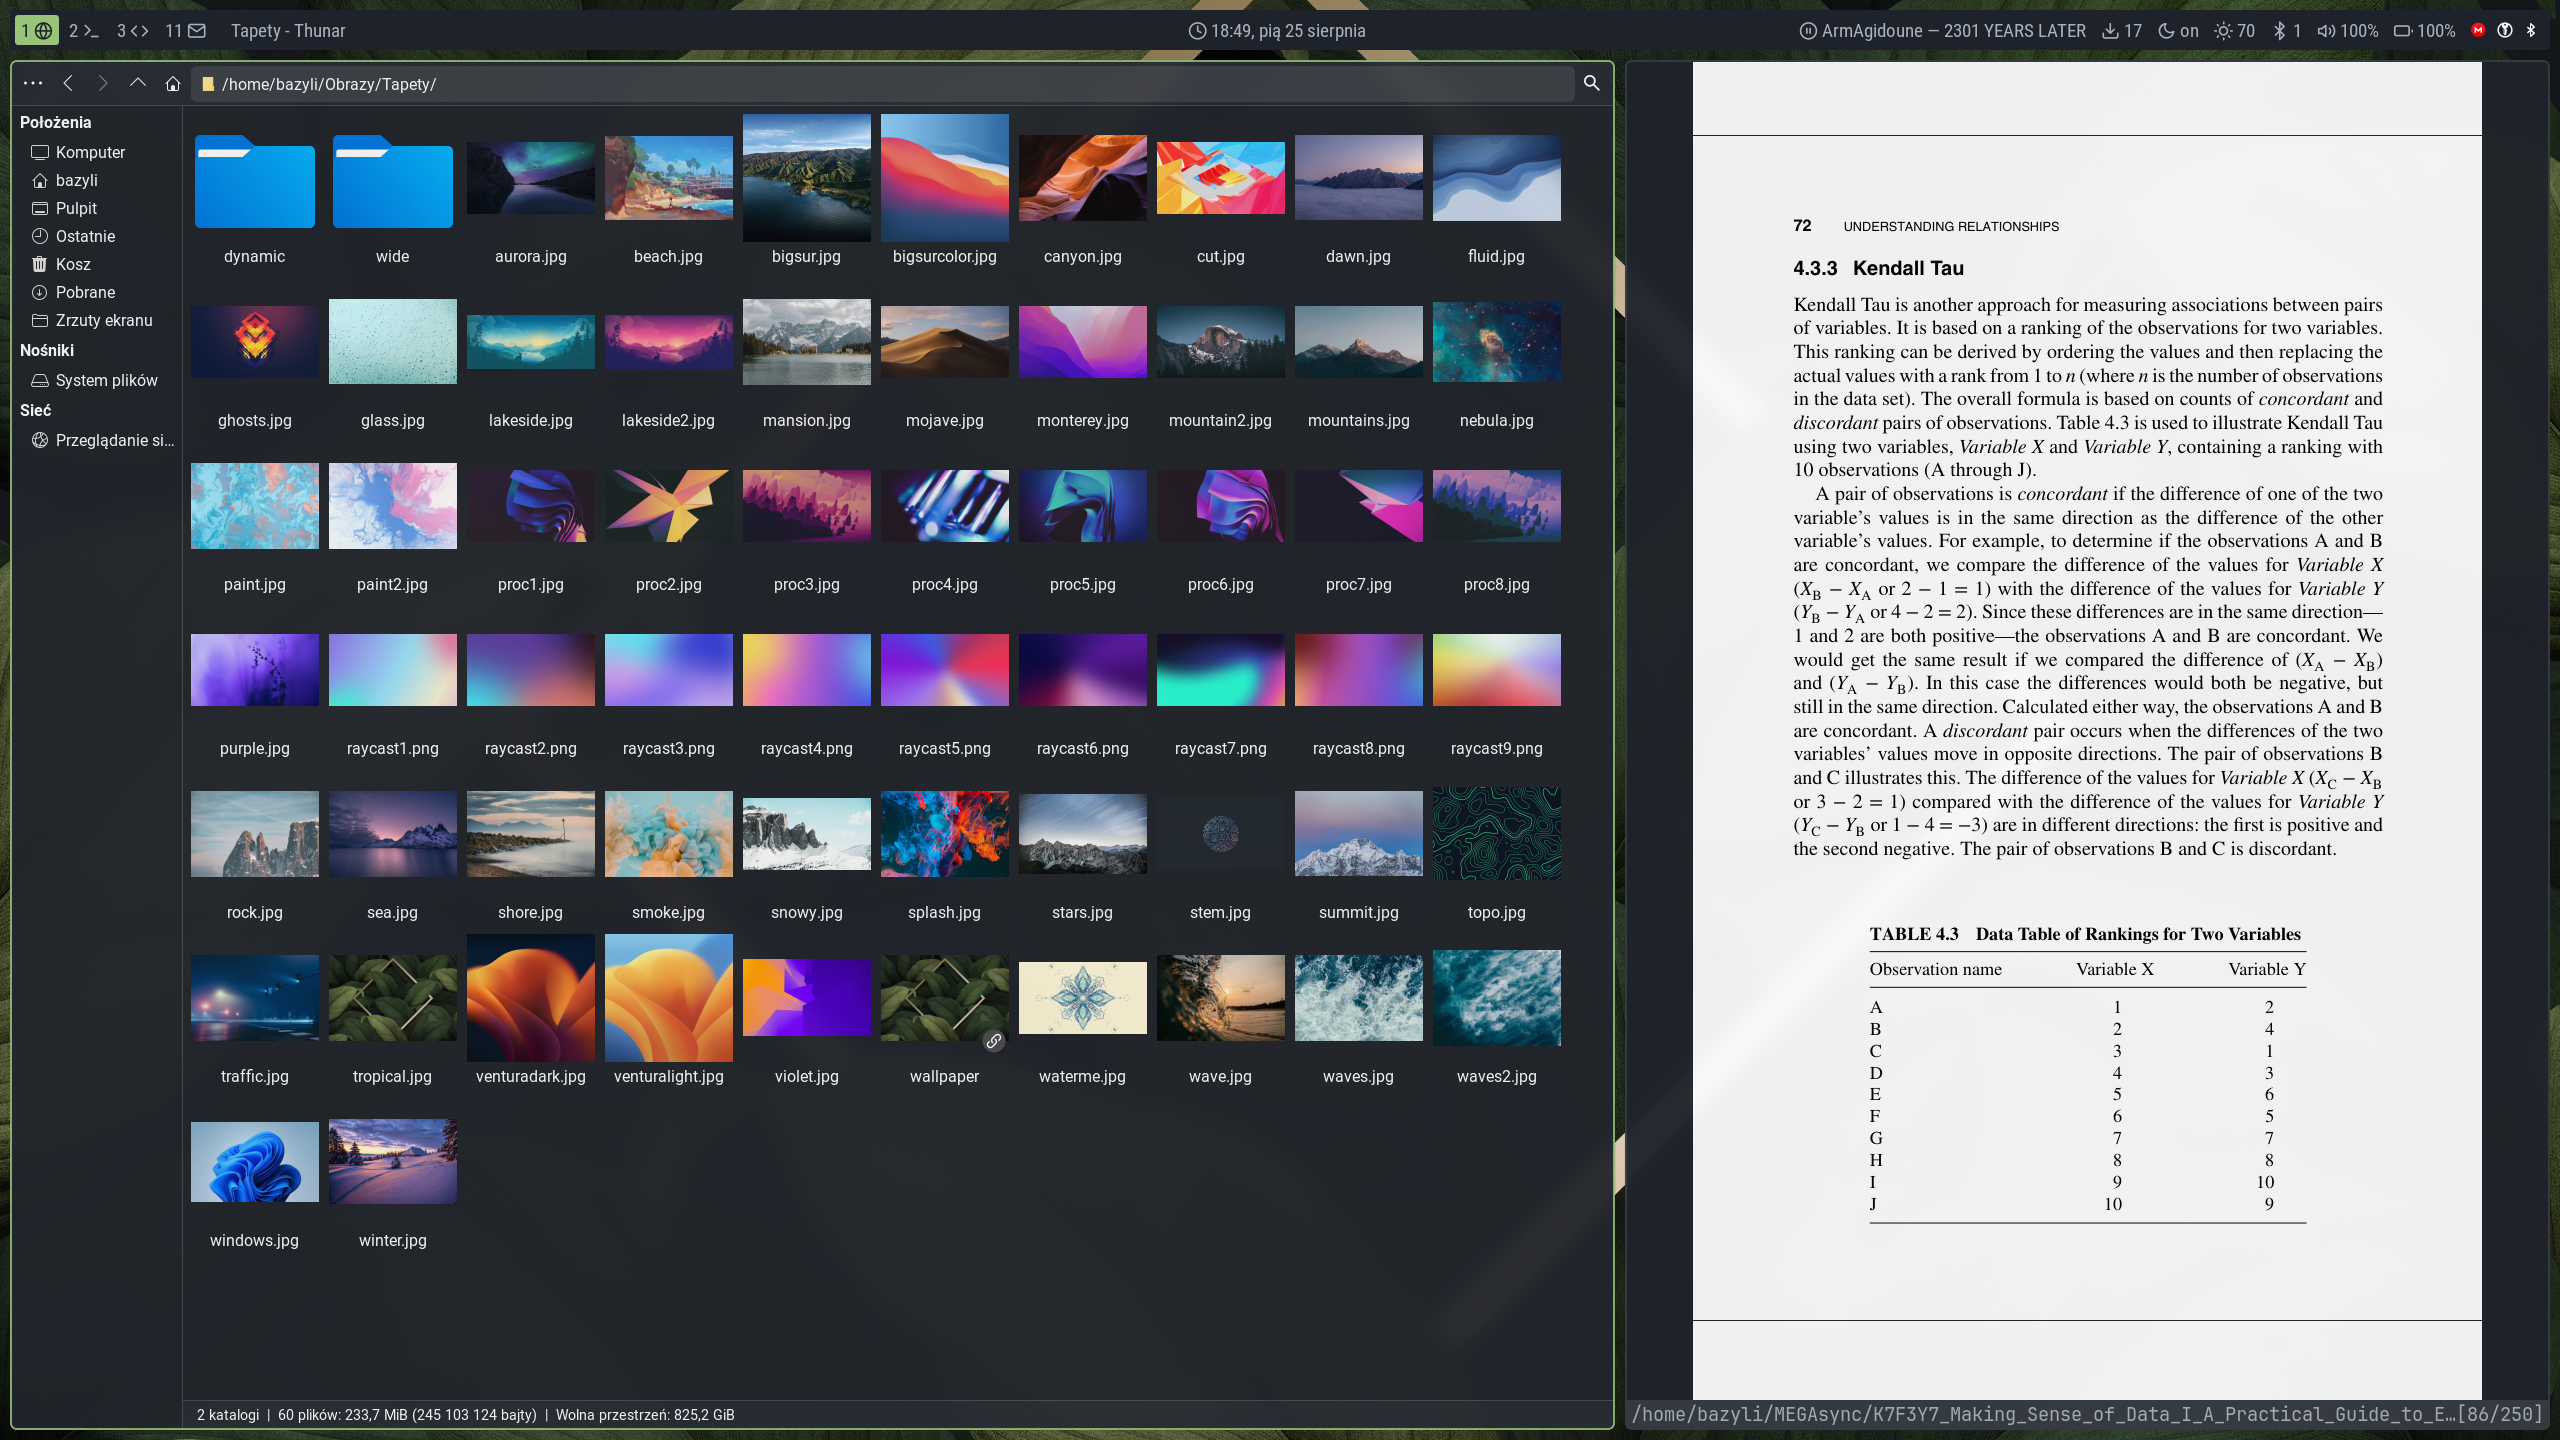 1 2 3 11 Tapety - Thunar
18:49, pią 25 sierpnia
ArmAgidoune — 2301 YEARS LATER 17 on 70 1 100% 100%
/home/bazyli/Obrazy/Tapety/
Położenia
Komputer
bazyli
Pulpit
Ostatnie
Kosz
Pobrane
Zrzuty ekranu
Nośniki
System plików
Sieć
Przeglądanie si...
dynamic wide aurora.jpg beach.jpg bigsur.jpg bigsurcolor.jpg canyon.jpg cut.jpg dawn.jpg fluid.jpg
ghosts.jpg glass.jpg lakeside.jpg lakeside2.jpg mansion.jpg mojave.jpg monterey.jpg mountain2.jpg mountains.jpg nebula.jpg
paint.jpg paint2.jpg proc1.jpg proc2.jpg proc3.jpg proc4.jpg proc5.jpg proc6.jpg proc7.jpg proc8.jpg
purple.jpg raycast1.png raycast2.png raycast3.png raycast4.png raycast5.png raycast6.png raycast7.png raycast8.png raycast9.png
rock.jpg sea.jpg shore.jpg smoke.jpg snowy.jpg splash.jpg stars.jpg stem.jpg summit.jpg topo.jpg
traffic.jpg tropical.jpg venturadark.jpg venturalight.jpg violet.jpg wallpaper waterme.jpg wave.jpg waves.jpg waves2.jpg
windows.jpg winter.jpg
2 katalogi | 60 plików: 233,7 MiB (245 103 124 bajty) | Wolna przestrzeń: 825,2 GiB
72 UNDERSTANDING RELATIONSHIPS
4.3.3 Kendall Tau
Kendall Tau is another approach for measuring associations between pairs
of variables. It is based on a ranking of the observations for two variables.
This ranking can be derived by ordering the values and then replacing the
actual values with a rank from 1 to n (where n is the number of observations
in the data set). The overall formula is based on counts of concordant and
discordant pairs of observations. Table 4.3 is used to illustrate Kendall Tau
using two variables, Variable X and Variable Y, containing a ranking with
10 observations (A through J).
A pair of observations is concordant if the difference of one of the two
variable's values is in the same direction as the difference of the other
variable's values. For example, to determine if the observations A and B
are concordant, we compare the difference of the values for Variable X
(XB − XA or 2 − 1 = 1) with the difference of the values for Variable Y
(YB − YA or 4 − 2 = 2). Since these differences are in the same direction—
1 and 2 are both positive—the observations A and B are concordant. We
would get the same result if we compared the difference of (XA − XB)
and (YA − YB). In this case the differences would both be negative, but
still in the same direction. Calculated either way, the observations A and B
are concordant. A discordant pair occurs when the differences of the two
variables' values move in opposite directions. The pair of observations B
and C illustrates this. The difference of the values for Variable X (XC − XB
or 3 − 2 = 1) compared with the difference of the values for Variable Y
(YC − YB or 1 − 4 = −3) are in different directions: the first is positive and
the second negative. The pair of observations B and C is discordant.
TABLE 4.3 Data Table of Rankings for Two Variables
Observation name Variable X Variable Y
A 1 2
B 2 4
C 3 1
D 4 3
E 5 6
F 6 5
G 7 7
H 8 8
I 9 10
J 10 9
/home/bazyli/MEGAsync/K7F3Y7_Making_Sense_of_Data_I_A_Practical_Guide_to_E…[86/250]